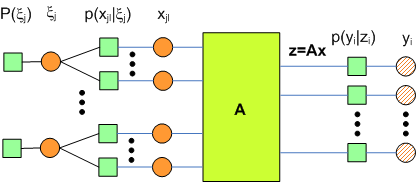 P(ξj) ξj p(xjl|ξj) xjl z=Ax p(yi|zi) yi
A